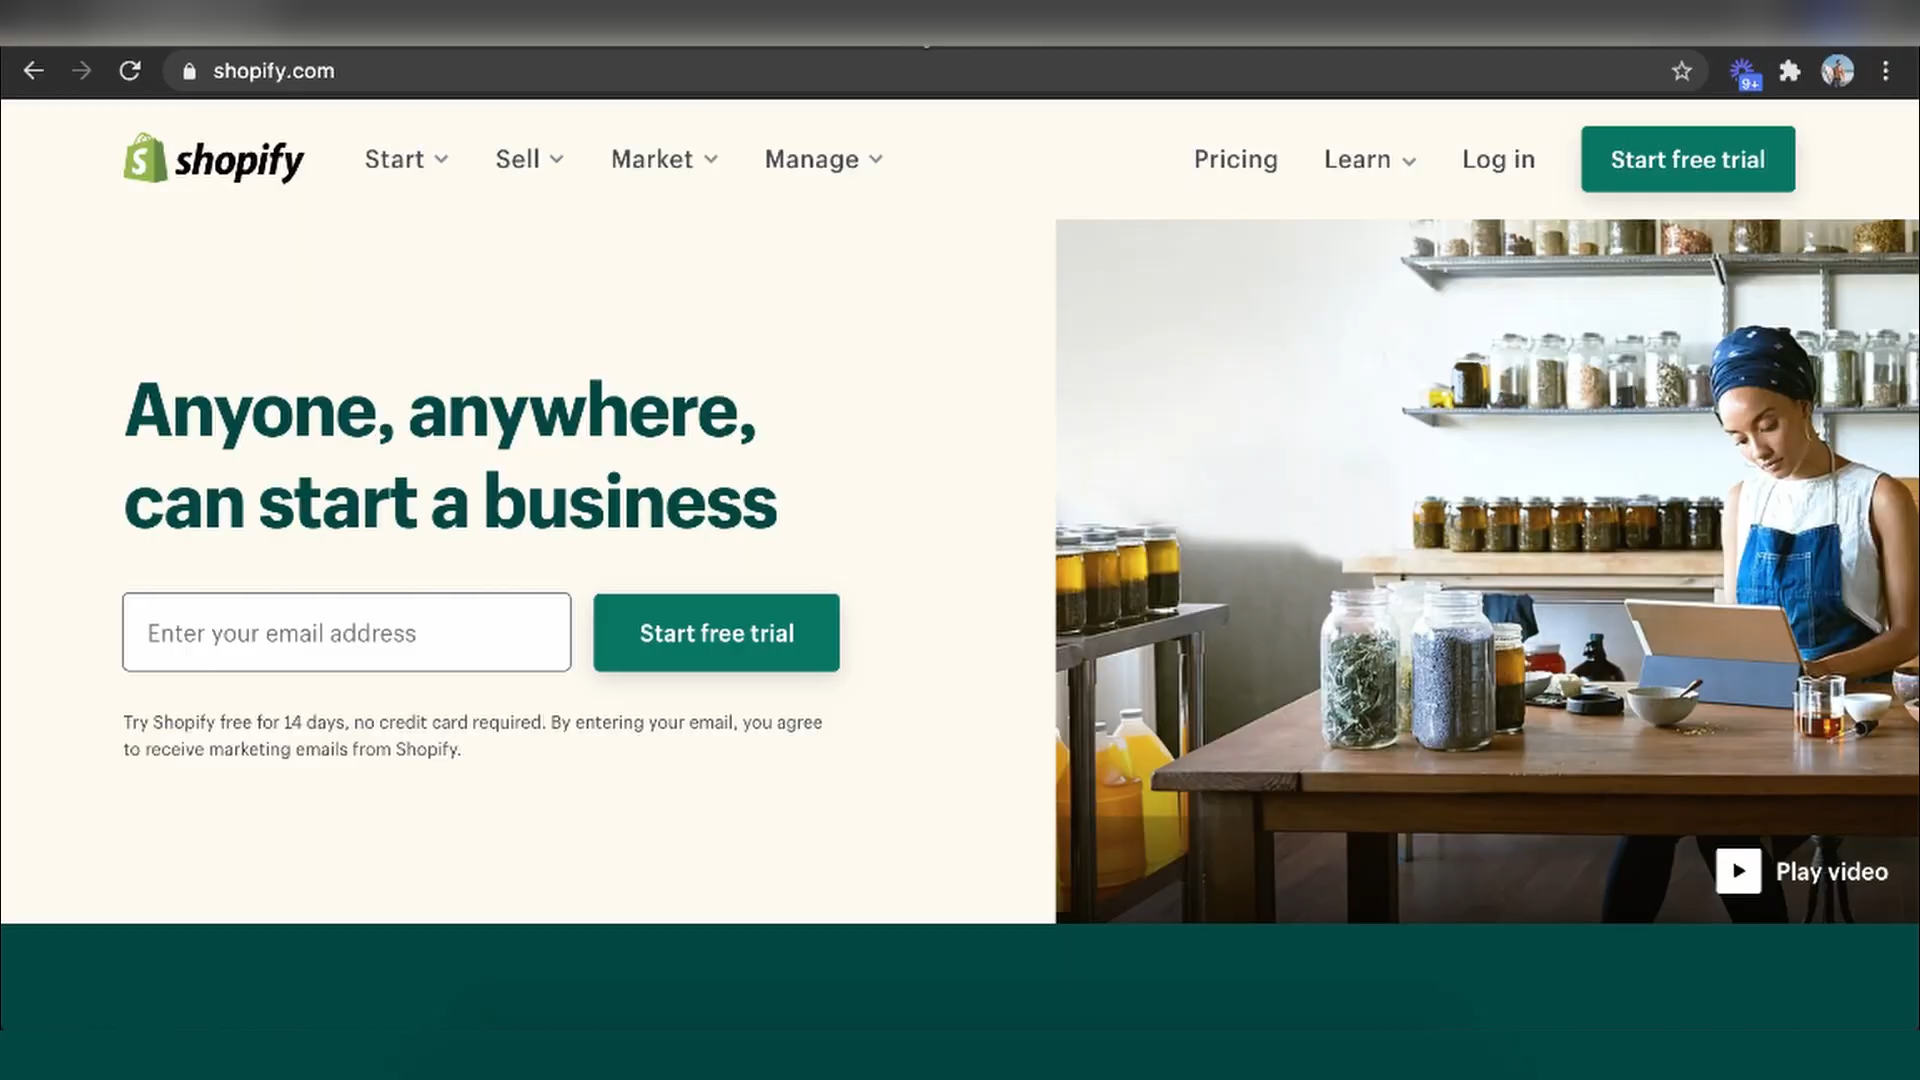 shopify.com
9+
shopify Start Sell Market Manage Pricing Learn Log in Start free trial
Anyone, anywhere,
can start a business
Enter your email address Start free trial
Try Shopify free for 14 days, no credit card required. By entering your email, you agree
to receive marketing emails from Shopify.
Play video